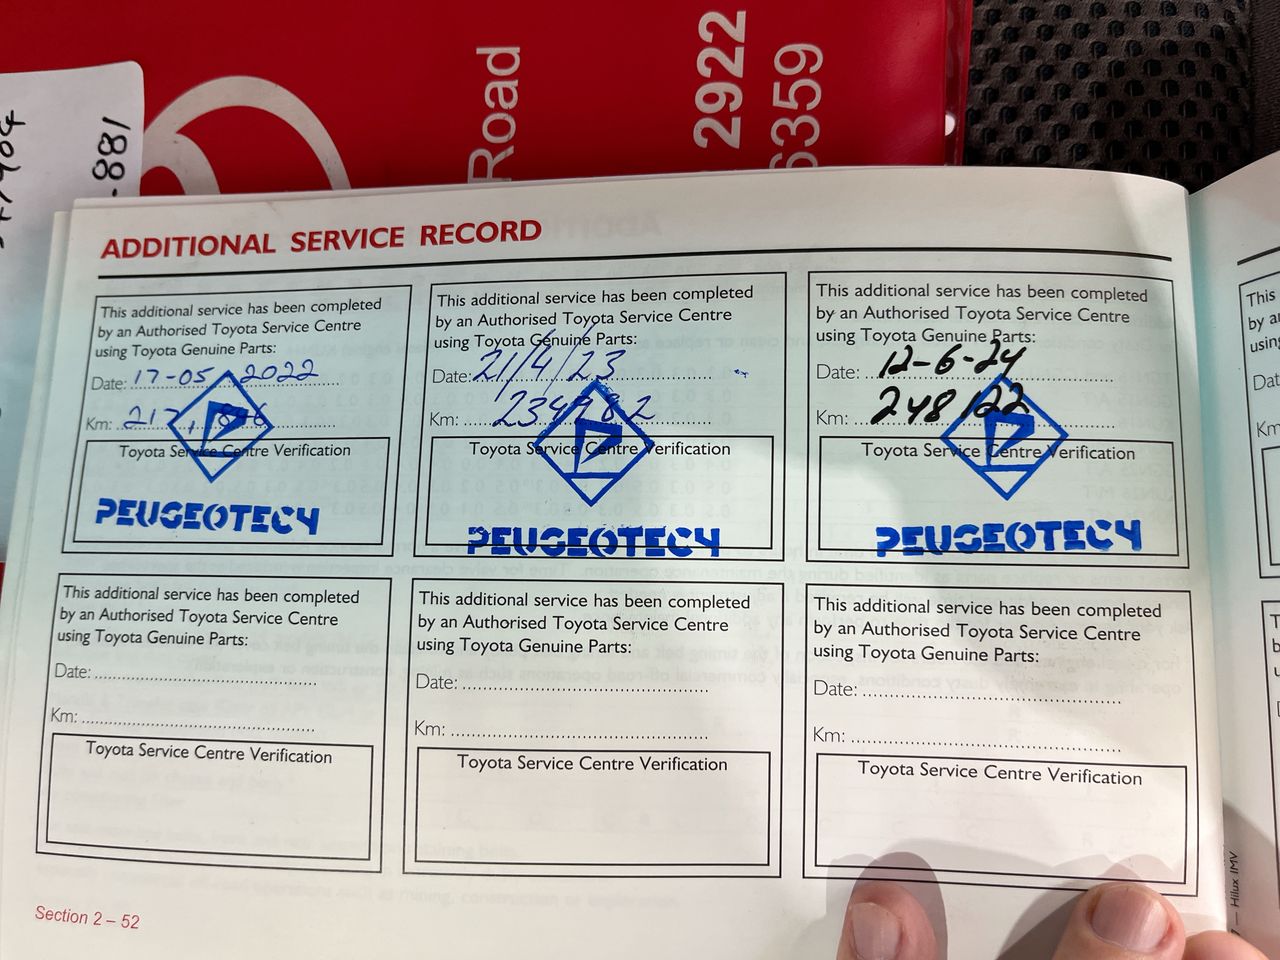 Road
2922
6359
-881
ADDITIONAL SERVICE RECORD
This additional service has been completed
by an Authorised Toyota Service Centre
using Toyota Genuine Parts:
Date: 17-05-2022
Km:
Toyota Service Centre Verification
PEUGEOTECH
This additional service has been completed
by an Authorised Toyota Service Centre
using Toyota Genuine Parts:
Date: 21/4/23
Km: 234982
Toyota Service Centre Verification
PEUGEOTECH
This additional service has been completed
by an Authorised Toyota Service Centre
using Toyota Genuine Parts:
Date: 12-6-24
Km: 248122
Toyota Service Centre Verification
PEUGEOTECH
This additional service has been completed
by an Authorised Toyota Service Centre
using Toyota Genuine Parts:
Date:
Km:
Toyota Service Centre Verification
This additional service has been completed
by an Authorised Toyota Service Centre
using Toyota Genuine Parts:
Date:
Km:
Toyota Service Centre Verification
This additional service has been completed
by an Authorised Toyota Service Centre
using Toyota Genuine Parts:
Date:
Km:
Toyota Service Centre Verification
Section 2 – 52
— Hilux IMV
This
by a
using
Km